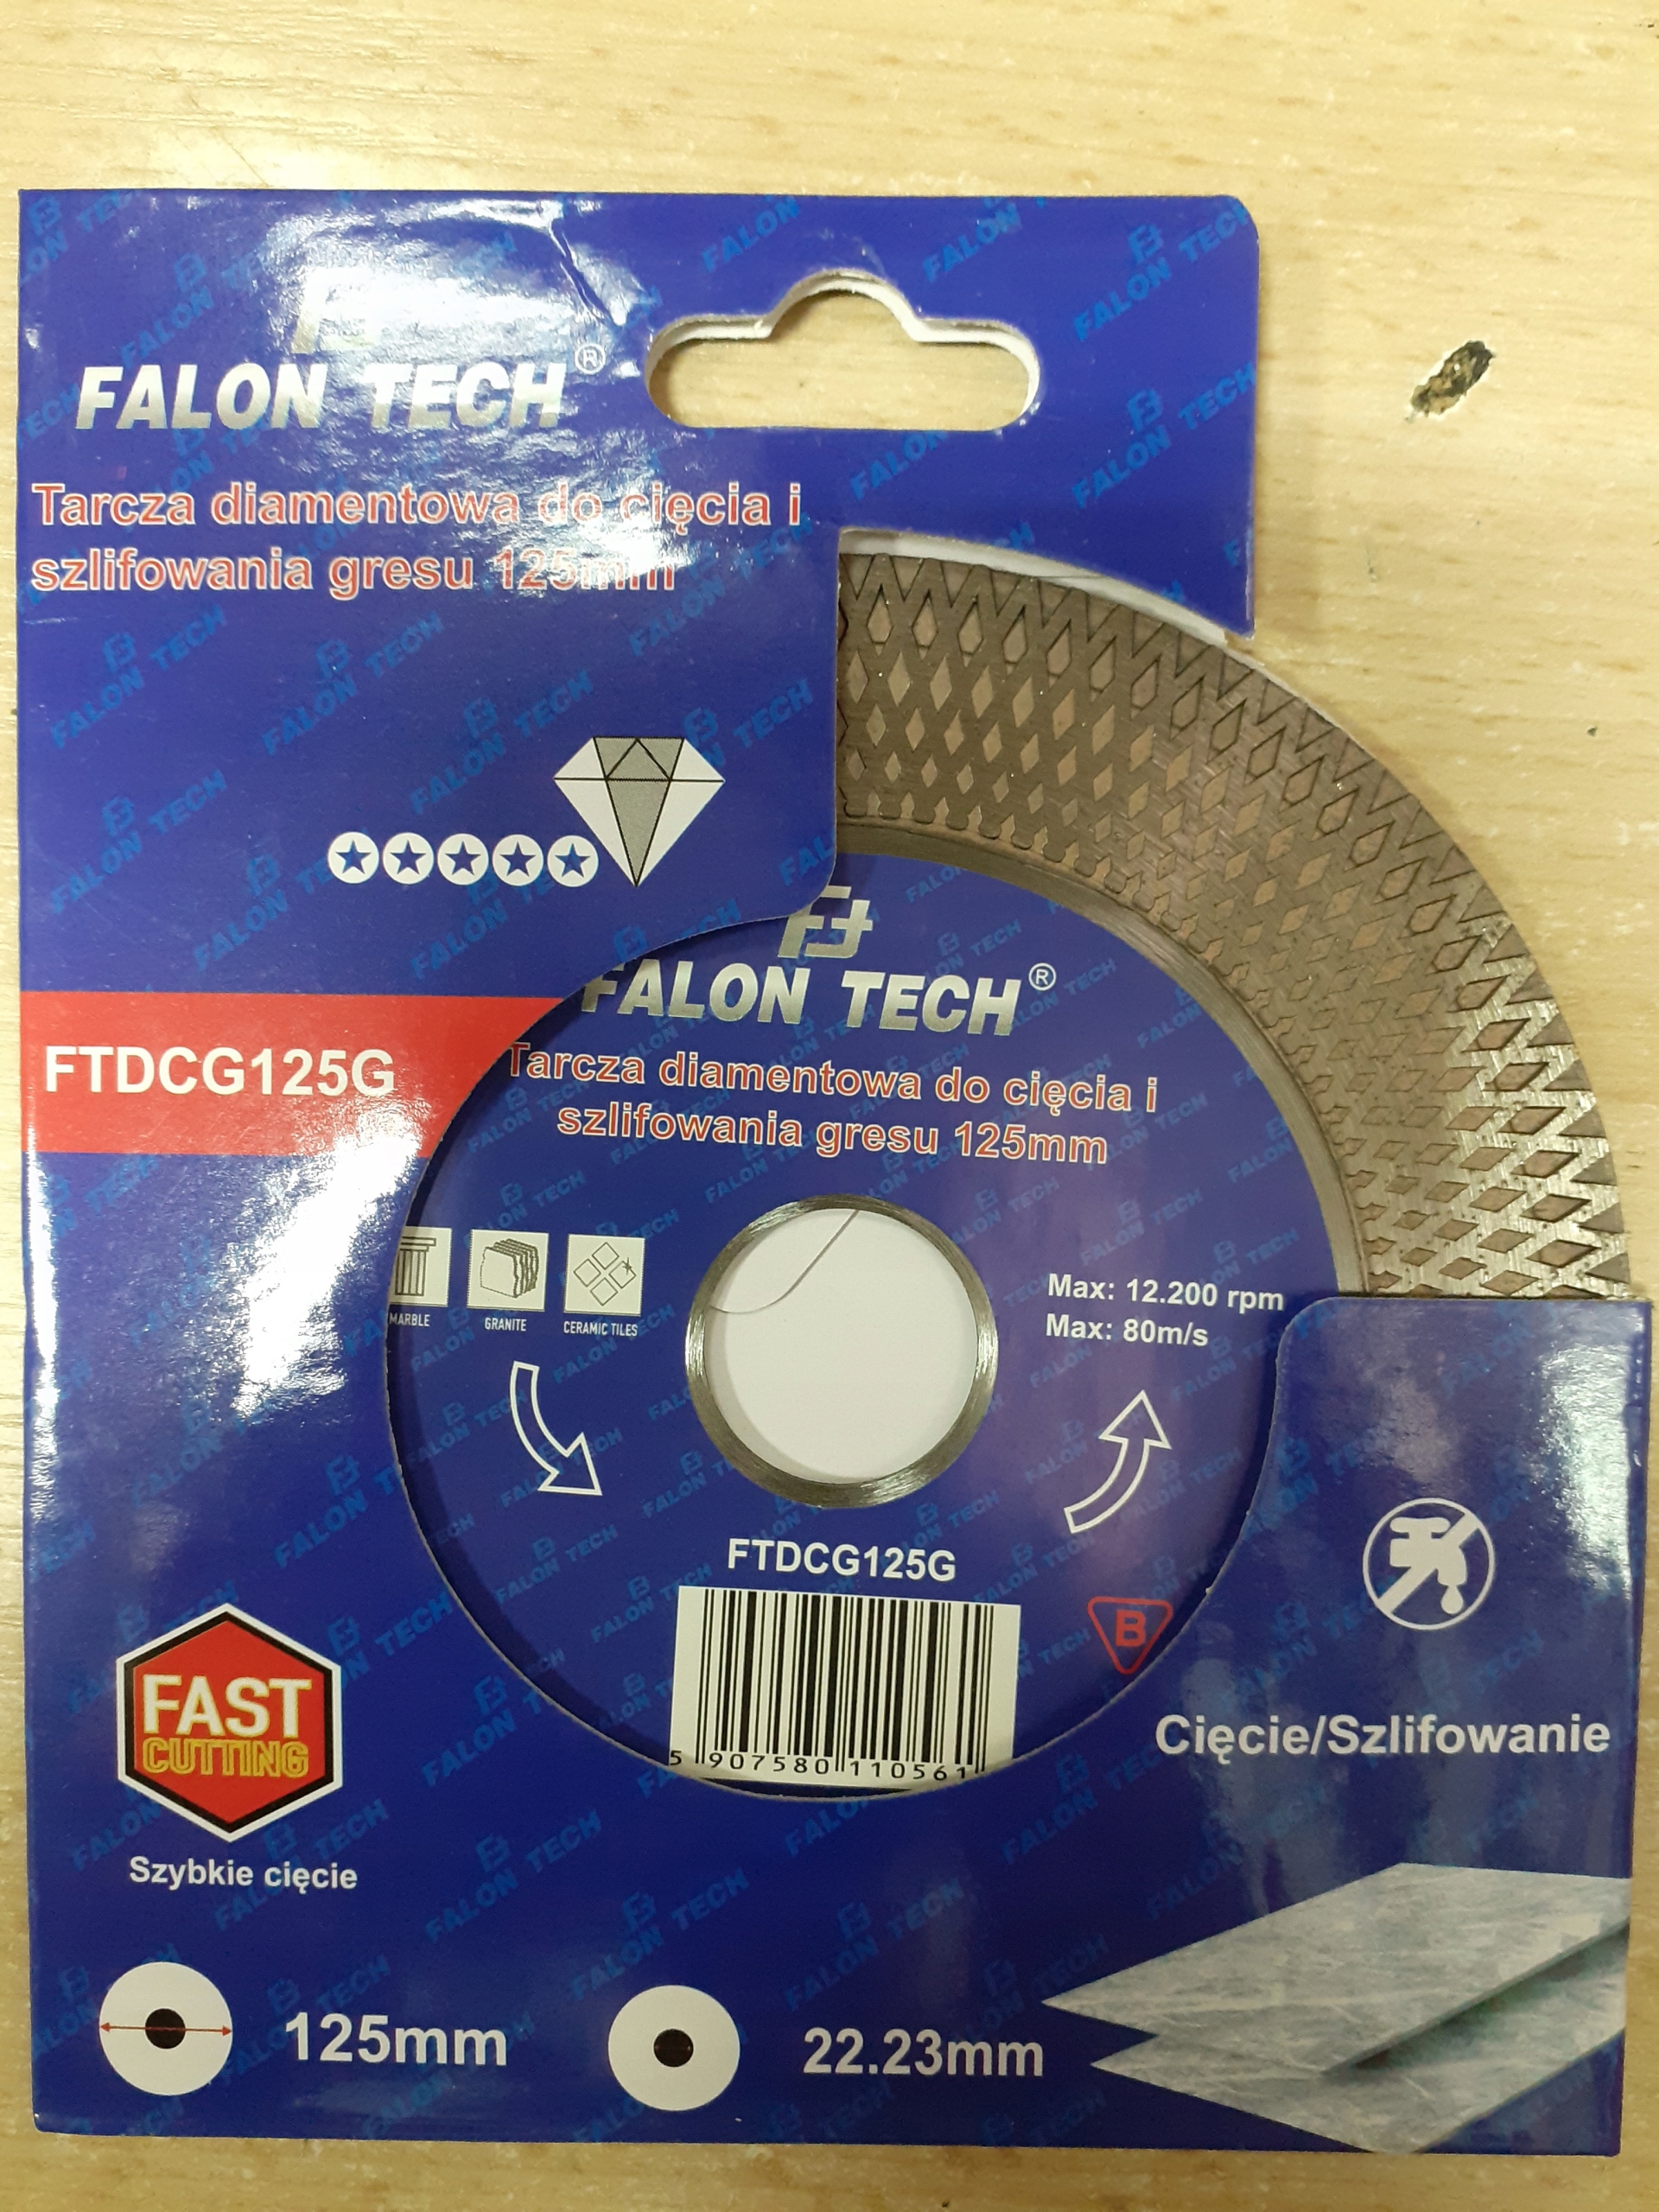 FALON TECH®
Tarcza diamentowa do cięcia i
szlifowania gresu 125mm
FALON TECH®
FTDCG125G
Tarcza diamentowa do cięcia i
szlifowania gresu 125mm
MARBLE
GRANITE
CERAMIC TILES
Max: 12.200 rpm
Max: 80m/s
FTDCG125G
B
5 907580 110561
FAST
CUTTING
Szybkie cięcie
Cięcie/Szlifowanie
125mm
22.23mm